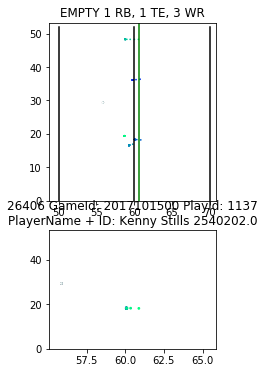 EMPTY 1 RB, 1 TE, 3 WR
50
40
30
20
10
0
50 55 60 65 70
26406 GameId: 2017101500 PlayId: 1137
PlayerName + ID: Kenny Stills 2540202.0
40
20
0
57.5 60.0 62.5 65.0